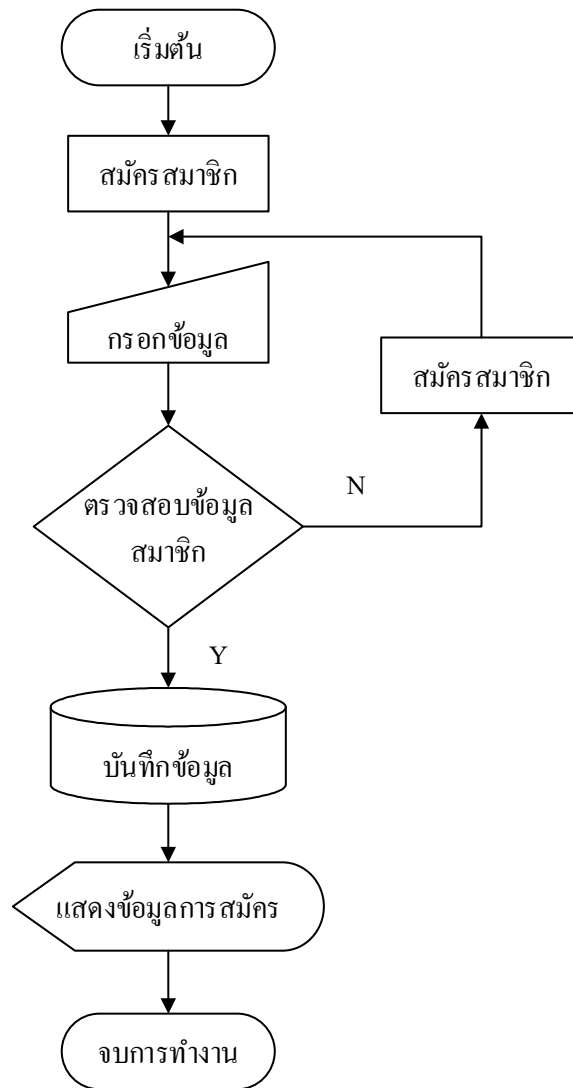 เริ่มต้น
สมัครสมาชิก
กรอกข้อมูล
สมัครสมาชิก
ตรวจสอบข้อมูล
สมาชิก
N
Y
บันทึกข้อมูล
แสดงข้อมูลการสมัคร
จบการทำงาน